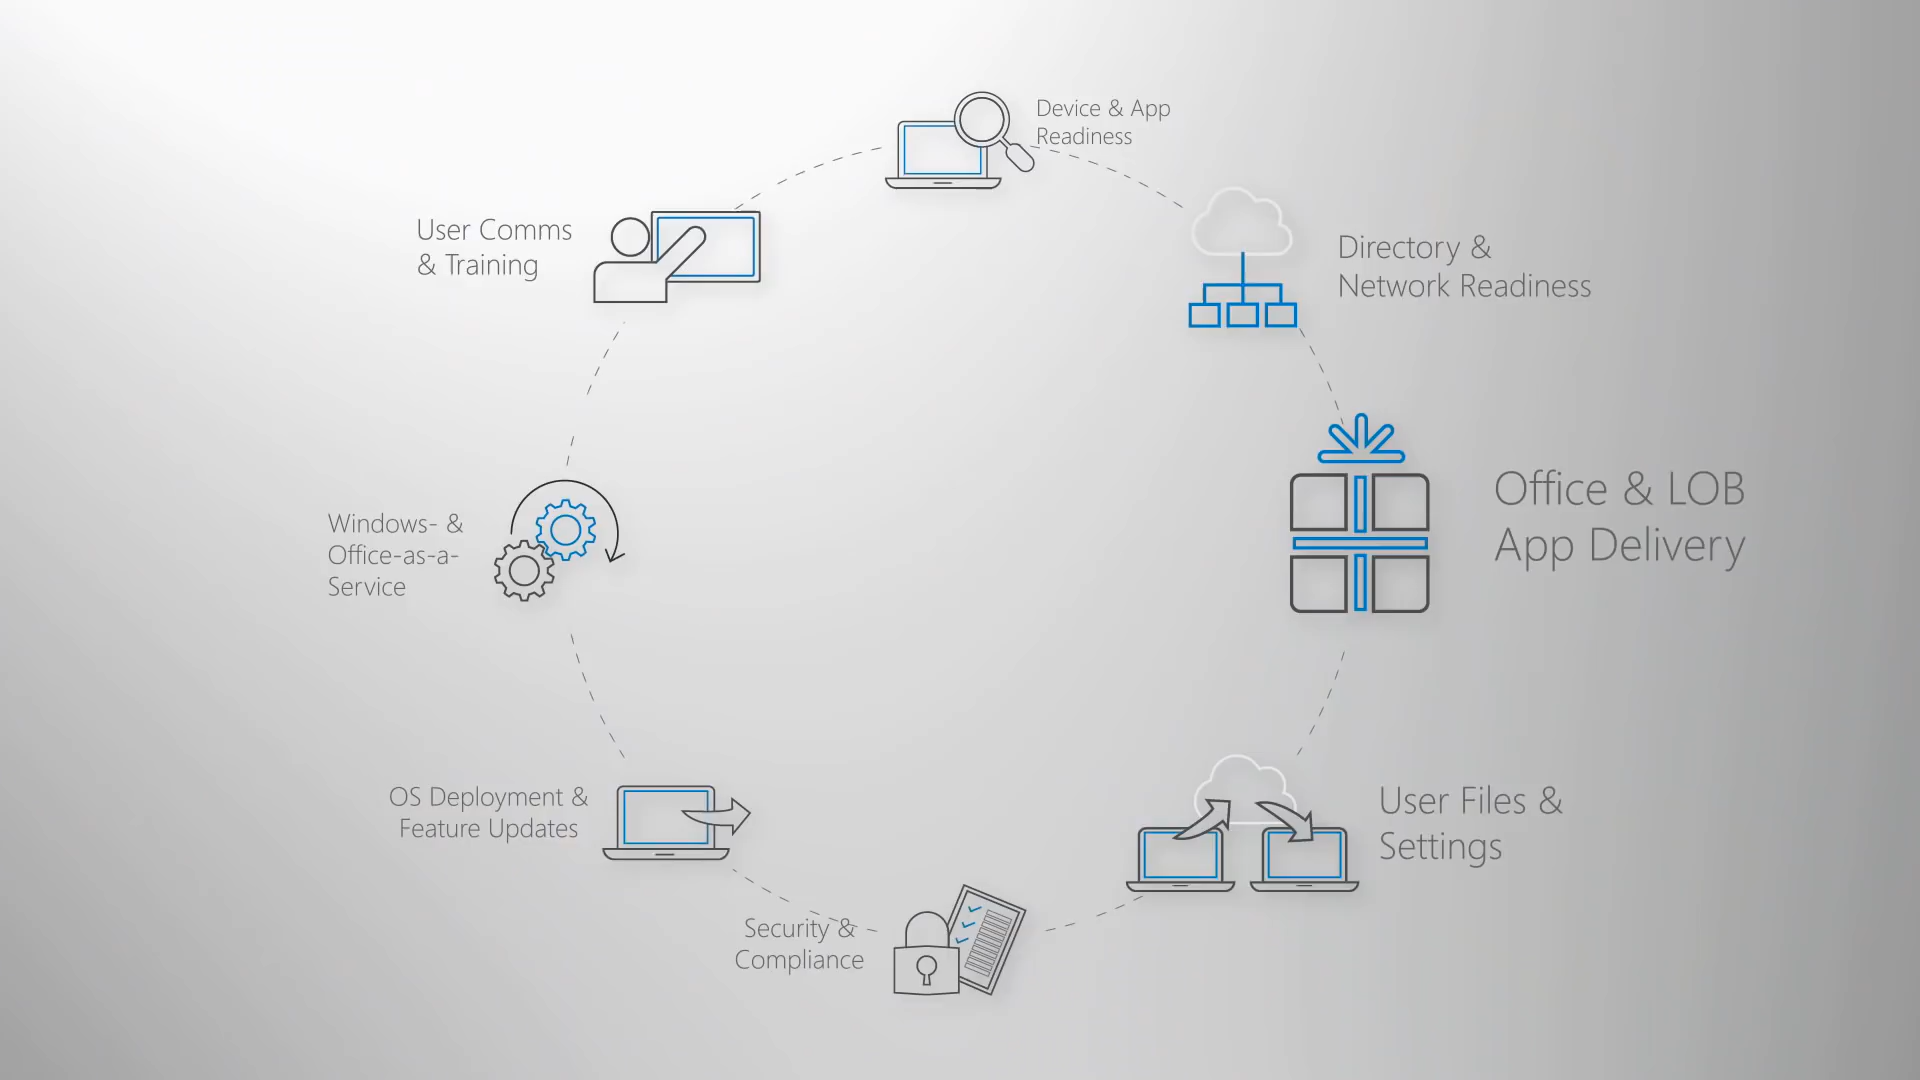 Device & App
Readiness
User Comms
& Training
Directory &
Network Readiness
Office & LOB
App Delivery
Windows- &
Office-as-a-
Service
User Files &
Settings
OS Deployment &
Feature Updates
Security &
Compliance